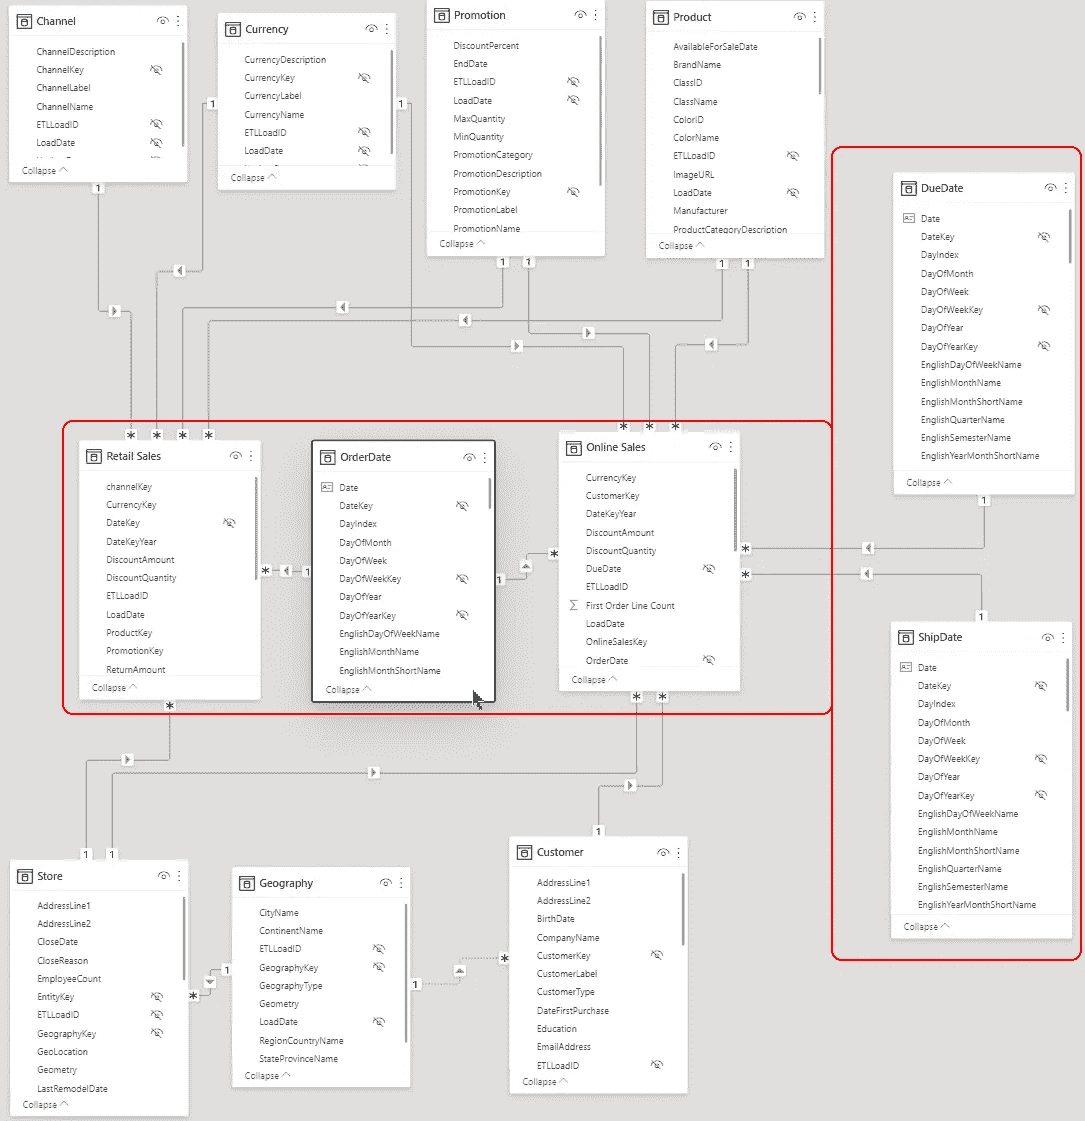 Channel
ChannelDescription
ChannelKey
ChannelLabel
ChannelName
ETLLoadID
LoadDate
Collapse
1
Currency
CurrencyDescription
CurrencyKey
CurrencyLabel
CurrencyName
ETLLoadID
LoadDate
Collapse
1
1
Promotion
DiscountPercent
EndDate
ETLLoadID
LoadDate
MaxQuantity
MinQuantity
PromotionCategory
PromotionDescription
PromotionKey
PromotionLabel
PromotionName
Collapse
1
1
Product
AvailableForSaleDate
BrandName
ClassID
ClassName
ColorID
ColorName
ETLLoadID
ImageURL
LoadDate
Manufacturer
ProductCategoryDescription
Collapse
1
1
DueDate
Date
DateKey
DayIndex
DayOfMonth
DayOfWeek
DayOfWeekKey
DayOfYear
DayOfYearKey
EnglishDayOfWeekName
EnglishMonthName
EnglishMonthShortName
EnglishQuarterName
EnglishSemesterName
EnglishYearMonthShortName
Collapse
1
* * * *
* * *
Retail Sales
channelKey
CurrencyKey
DateKey
DateKeyYear
DiscountAmount
DiscountQuantity
ETLLoadID
LoadDate
ProductKey
PromotionKey
ReturnAmount
Collapse
*
*
1
OrderDate
Date
DateKey
DayIndex
DayOfMonth
DayOfWeek
DayOfWeekKey
DayOfYear
DayOfYearKey
EnglishDayOfWeekName
EnglishMonthName
EnglishMonthShortName
Collapse
1
*
Online Sales
CurrencyKey
CustomerKey
DateKeyYear
DiscountAmount
DiscountQuantity
DueDate
ETLLoadID
Σ First Order Line Count
LoadDate
OnlineSalesKey
OrderDate
Collapse
*
*
* *
1
ShipDate
Date
DateKey
DayIndex
DayOfMonth
DayOfWeek
DayOfWeekKey
DayOfYear
DayOfYearKey
EnglishDayOfWeekName
EnglishMonthName
EnglishMonthShortName
EnglishQuarterName
EnglishSemesterName
EnglishYearMonthShortName
Collapse
1
1
Store
AddressLine1
AddressLine2
CloseDate
CloseReason
EmployeeCount
EntityKey
ETLLoadID
GeographyKey
GeoLocation
Geometry
LastRemodelDate
Collapse
*
1
Geography
CityName
ContinentName
ETLLoadID
GeographyKey
GeographyType
Geometry
LoadDate
RegionCountryName
StateProvinceName
Collapse
1
*
1
Customer
AddressLine1
AddressLine2
BirthDate
CompanyName
CustomerKey
CustomerLabel
CustomerType
DateFirstPurchase
Education
EmailAddress
ETLLoadID
Collapse